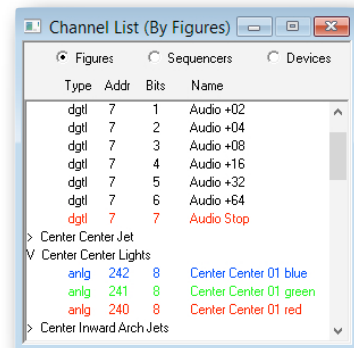 Channel List (By Figures)
Figures Sequencers Devices
Type Addr Bits Name
dgtl 7 1 Audio +02
dgtl 7 2 Audio +04
dgtl 7 3 Audio +08
dgtl 7 4 Audio +16
dgtl 7 5 Audio +32
dgtl 7 6 Audio +64
dgtl 7 7 Audio Stop
> Center Center Jet
V Center Center Lights
anlg 242 8 Center Center 01 blue
anlg 241 8 Center Center 01 green
anlg 240 8 Center Center 01 red
> Center Inward Arch Jets